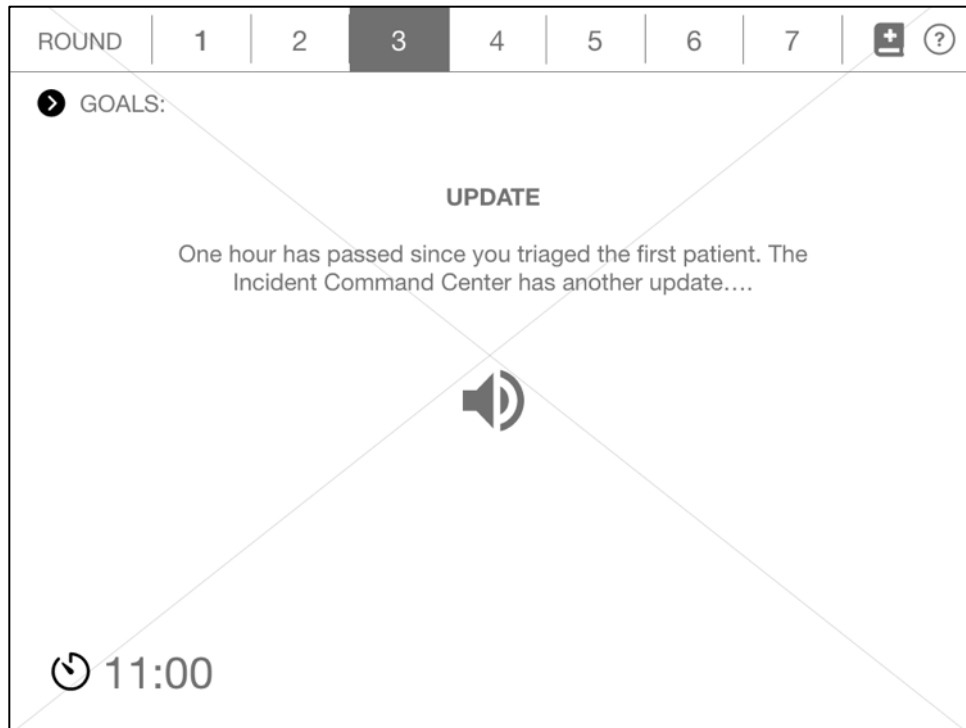 ROUND 1 2 3 4 5 6 7 ?
GOALS:
UPDATE
One hour has passed since you triaged the first patient. The
Incident Command Center has another update....
11:00